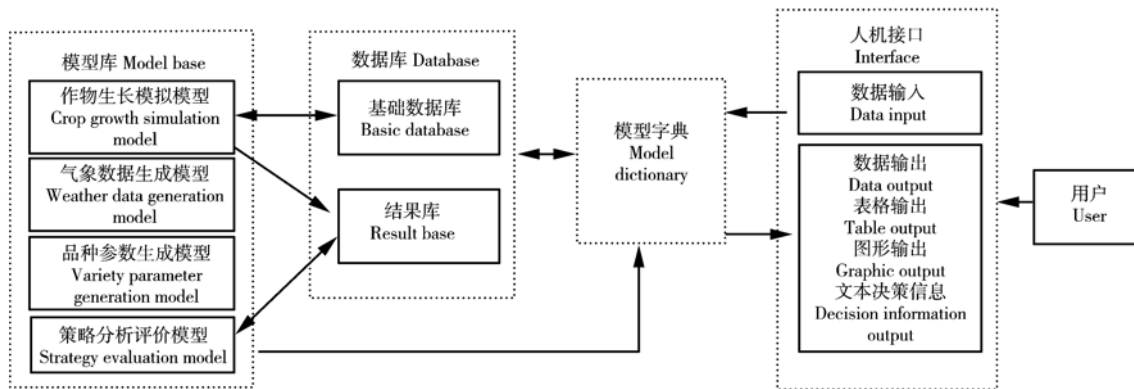 模型库 Model base
作物生长模拟模型
Crop growth simulation
model
气象数据生成模型
Weather data generation
model
品种参数生成模型
Variety parameter
generation model
策略分析评价模型
Strategy evaluation model
数据库 Database
基础数据库
Basic database
结果库
Result base
模型字典
Model
dictionary
人机接口
Interface
数据输入
Data input
数据输出
Data output
表格输出
Table output
图形输出
Graphic output
文本决策信息
Decision information
output
用户
User